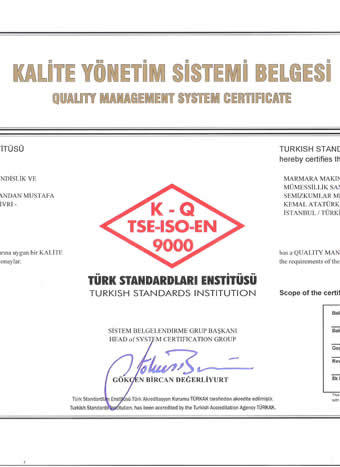 KALİTE YÖNETİM SİSTEMİ BELGESİ
QUALITY MANAGEMENT SYSTEM CERTIFICATE
NDİSLİK VE
ANDAN MUSTAFA
İVRİ -
arına uygun bir KALİTE
onaylar.
K - Q
TSE-ISO-EN
9000
TÜRK STANDARDLARI ENSTİTÜSÜ
TURKISH STANDARDS INSTITUTION
SİSTEM BELGELENDİRME GRUP BAŞKANI
HEAD of SYSTEM CERTIFICATION GROUP
GÖKÇEN BİRCAN DEĞERLİYURT
Türk Standardları Enstitüsü Türk Akreditasyon Kurumu TÜRKAK tarafından akredite edilmiştir.
Turkish Standards Institution, has been accredited by the Turkish Accreditation Agency TÜRKAK.
TURKISH STAN
hereby certifies th
MARMARA MAKİN
MÜMESSİLLİK SAN
SEMİZKUMLAR M
KEMAL ATATÜRK
İSTANBUL / TÜRKİ
has a QUALITY MAN
the requirements of the
Scope of the certif